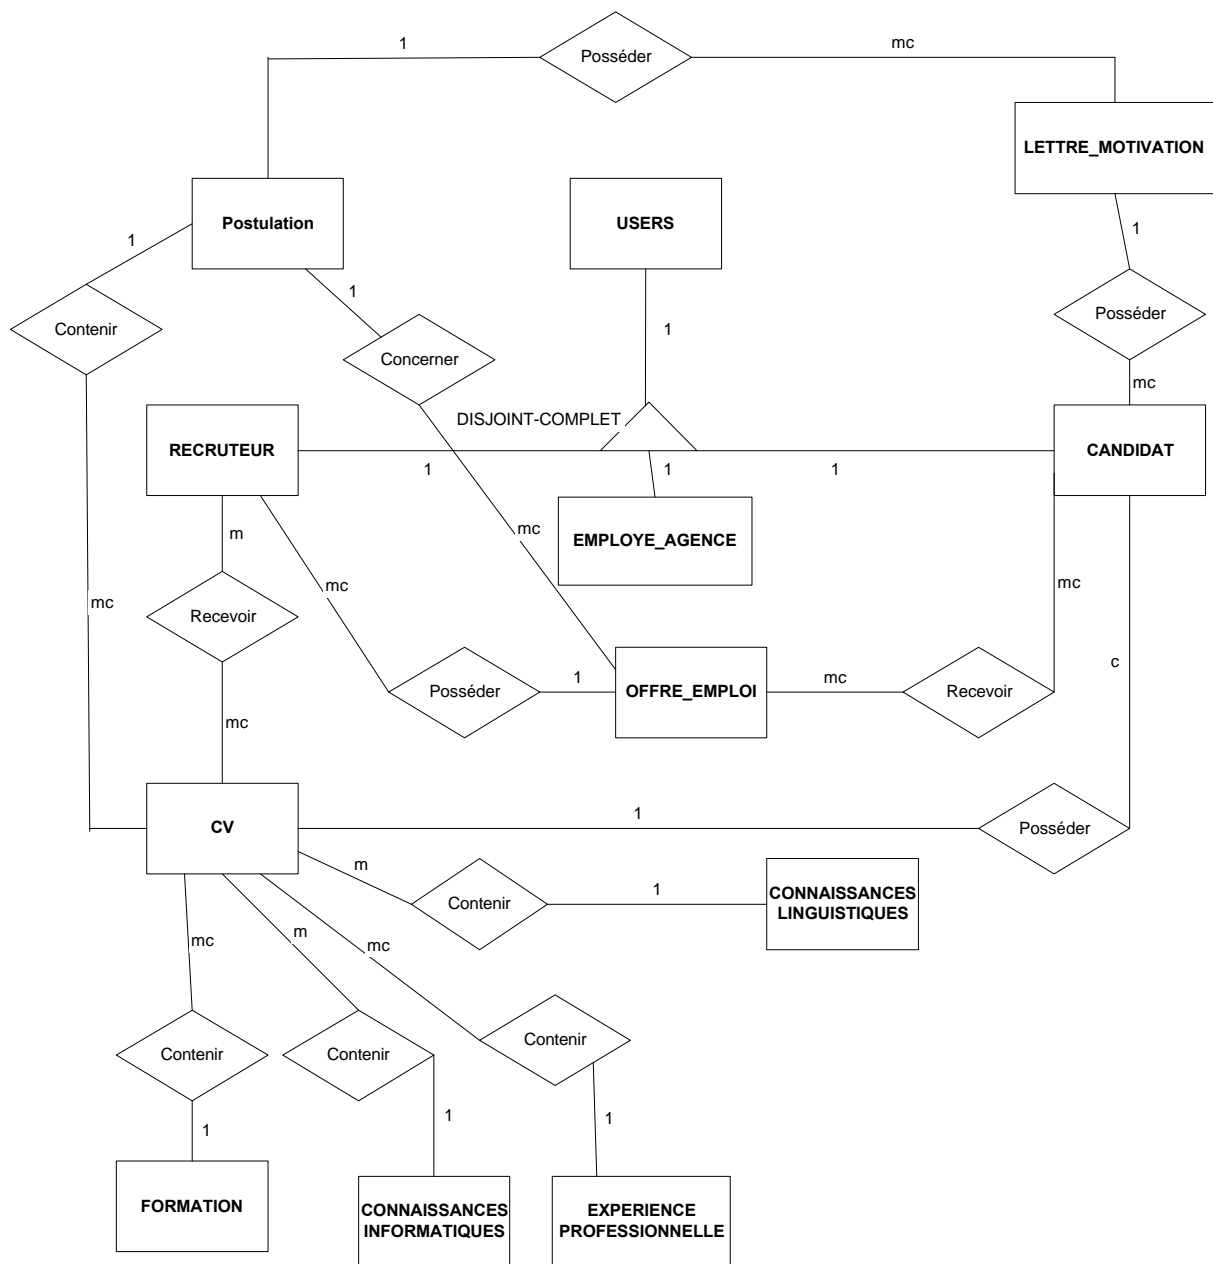 1
Posséder
mc
LETTRE_MOTIVATION
Postulation
USERS
1
1
1
Contenir
Concerner
1
Posséder
mc
DISJOINT-COMPLET
RECRUTEUR
1
1
1
CANDIDAT
m
mc
EMPLOYE_AGENCE
mc
mc
mc
Recevoir
c
Posséder
1
OFFRE_EMPLOI
mc
Recevoir
mc
CV
1
Posséder
m
Contenir
1
CONNAISSANCES
LINGUISTIQUES
mc
m
mc
Contenir
Contenir
Contenir
1
1
1
FORMATION
CONNAISSANCES
INFORMATIQUES
EXPERIENCE
PROFESSIONNELLE